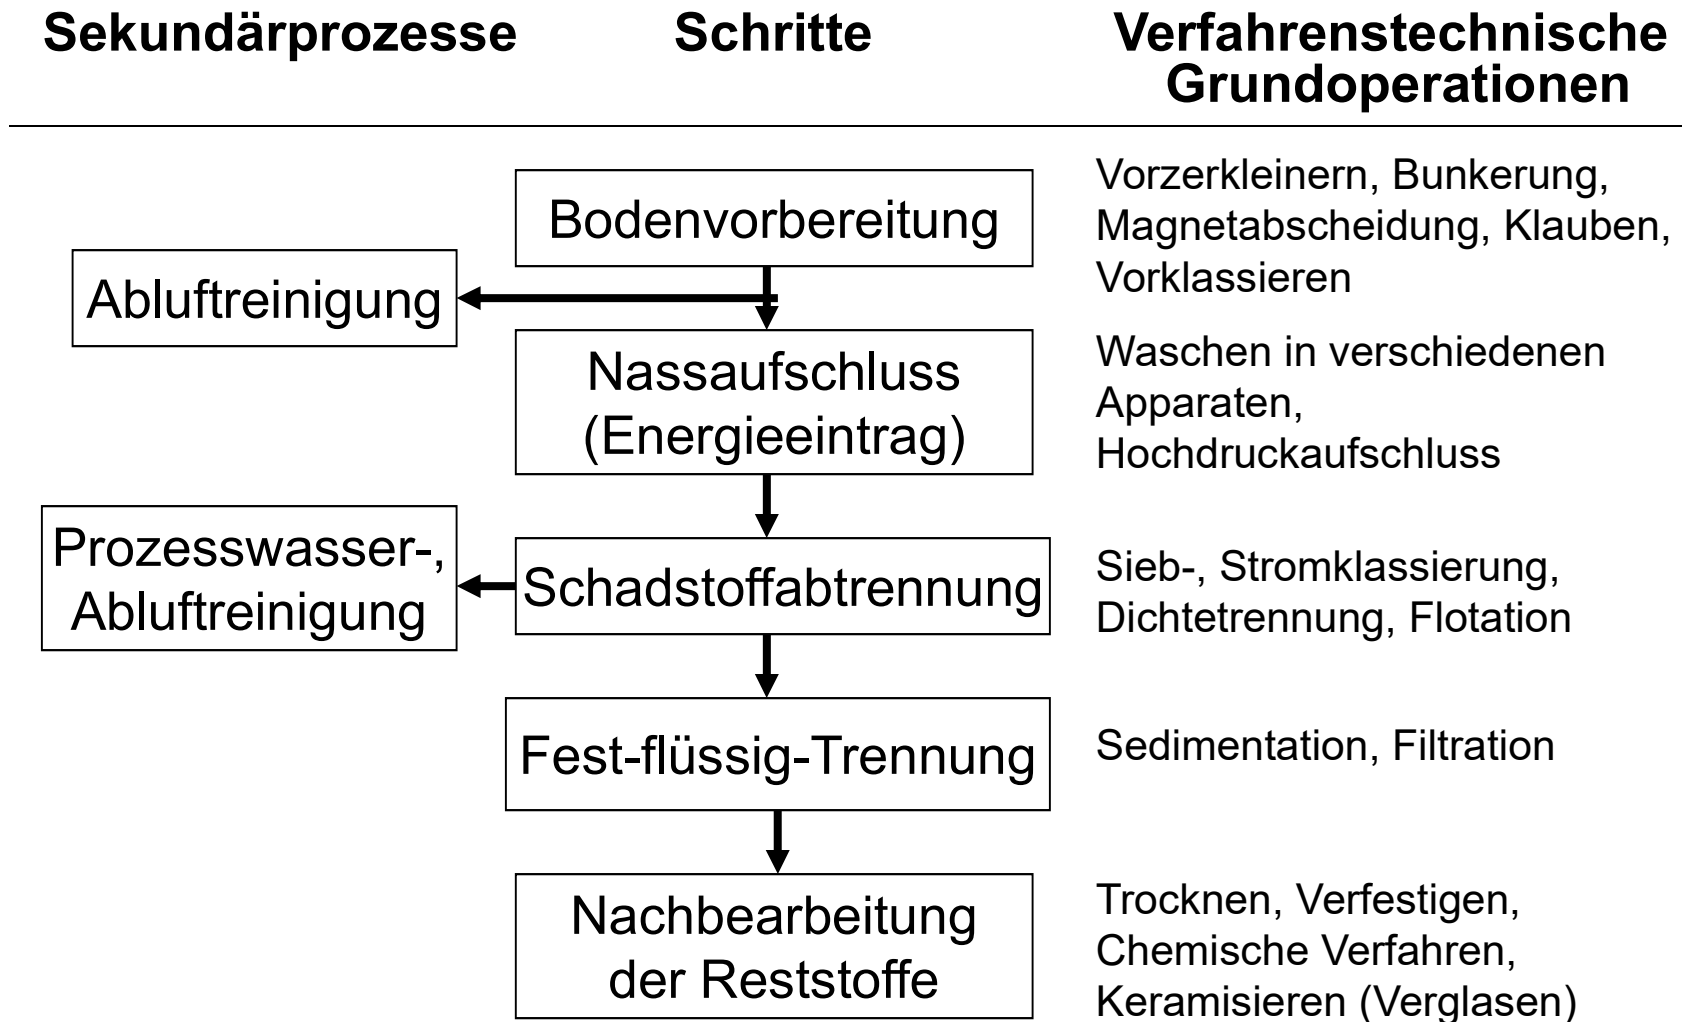 Sekundärprozesse
Schritte
Verfahrenstechnische
Grundoperationen
Bodenvorbereitung
Vorzerkleinern, Bunkerung,
Magnetabscheidung, Klauben,
Vorklassieren
Abluftreinigung
Nassaufschluss
(Energieeintrag)
Waschen in verschiedenen
Apparaten,
Hochdruckaufschluss
Prozesswasser-,
Abluftreinigung
Schadstoffabtrennung
Sieb-, Stromklassierung,
Dichtetrennung, Flotation
Fest-flüssig-Trennung
Sedimentation, Filtration
Nachbearbeitung
der Reststoffe
Trocknen, Verfestigen,
Chemische Verfahren,
Keramisieren (Verglasen)